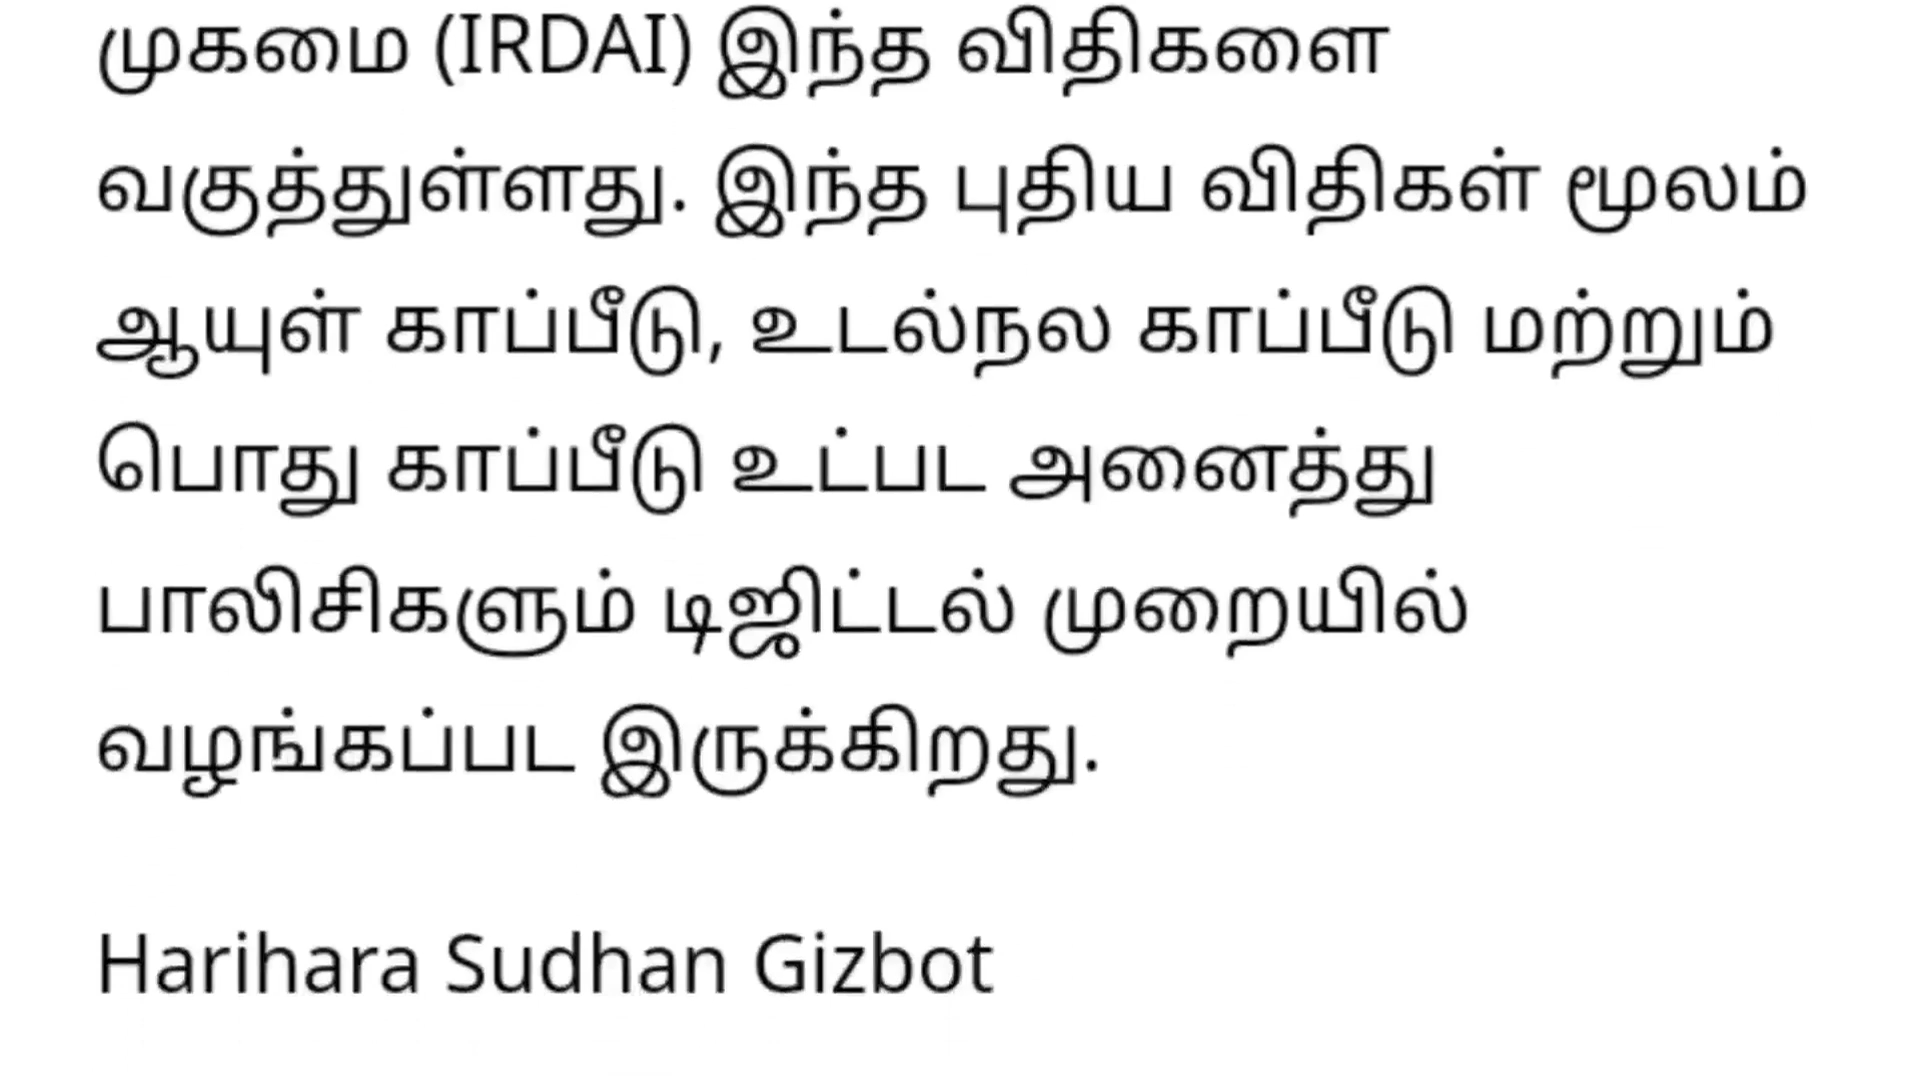 முகமை (IRDAI) இந்த விதிகளை
வகுத்துள்ளது. இந்த புதிய விதிகள் மூலம்
ஆயுள் காப்பீடு, உடல்நல காப்பீடு மற்றும்
பொது காப்பீடு உட்பட அனைத்து
பாலிசிகளும் டிஜிட்டல் முறையில்
வழங்கப்பட இருக்கிறது.
Harihara Sudhan Gizbot